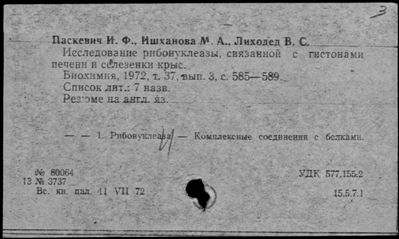 3
Паскевич И. Ф., Ишханова М. А., Лиходед В. С.
Исследование рибонуклеазы, связанной с гистонами
печени и селезенки крыс.
Биохимия, 1972, т. 37, вып. 3, с. 585—589.
Список лит.: 7 назв.
Резюме на англ. яз.
— — 1. Рибонуклеаза — Комплексные соединения с белками.
№ 80064 УДК 577.155.2
13 № 3737
Вс. кн. пал. 11 VII 72 15.5.7.1